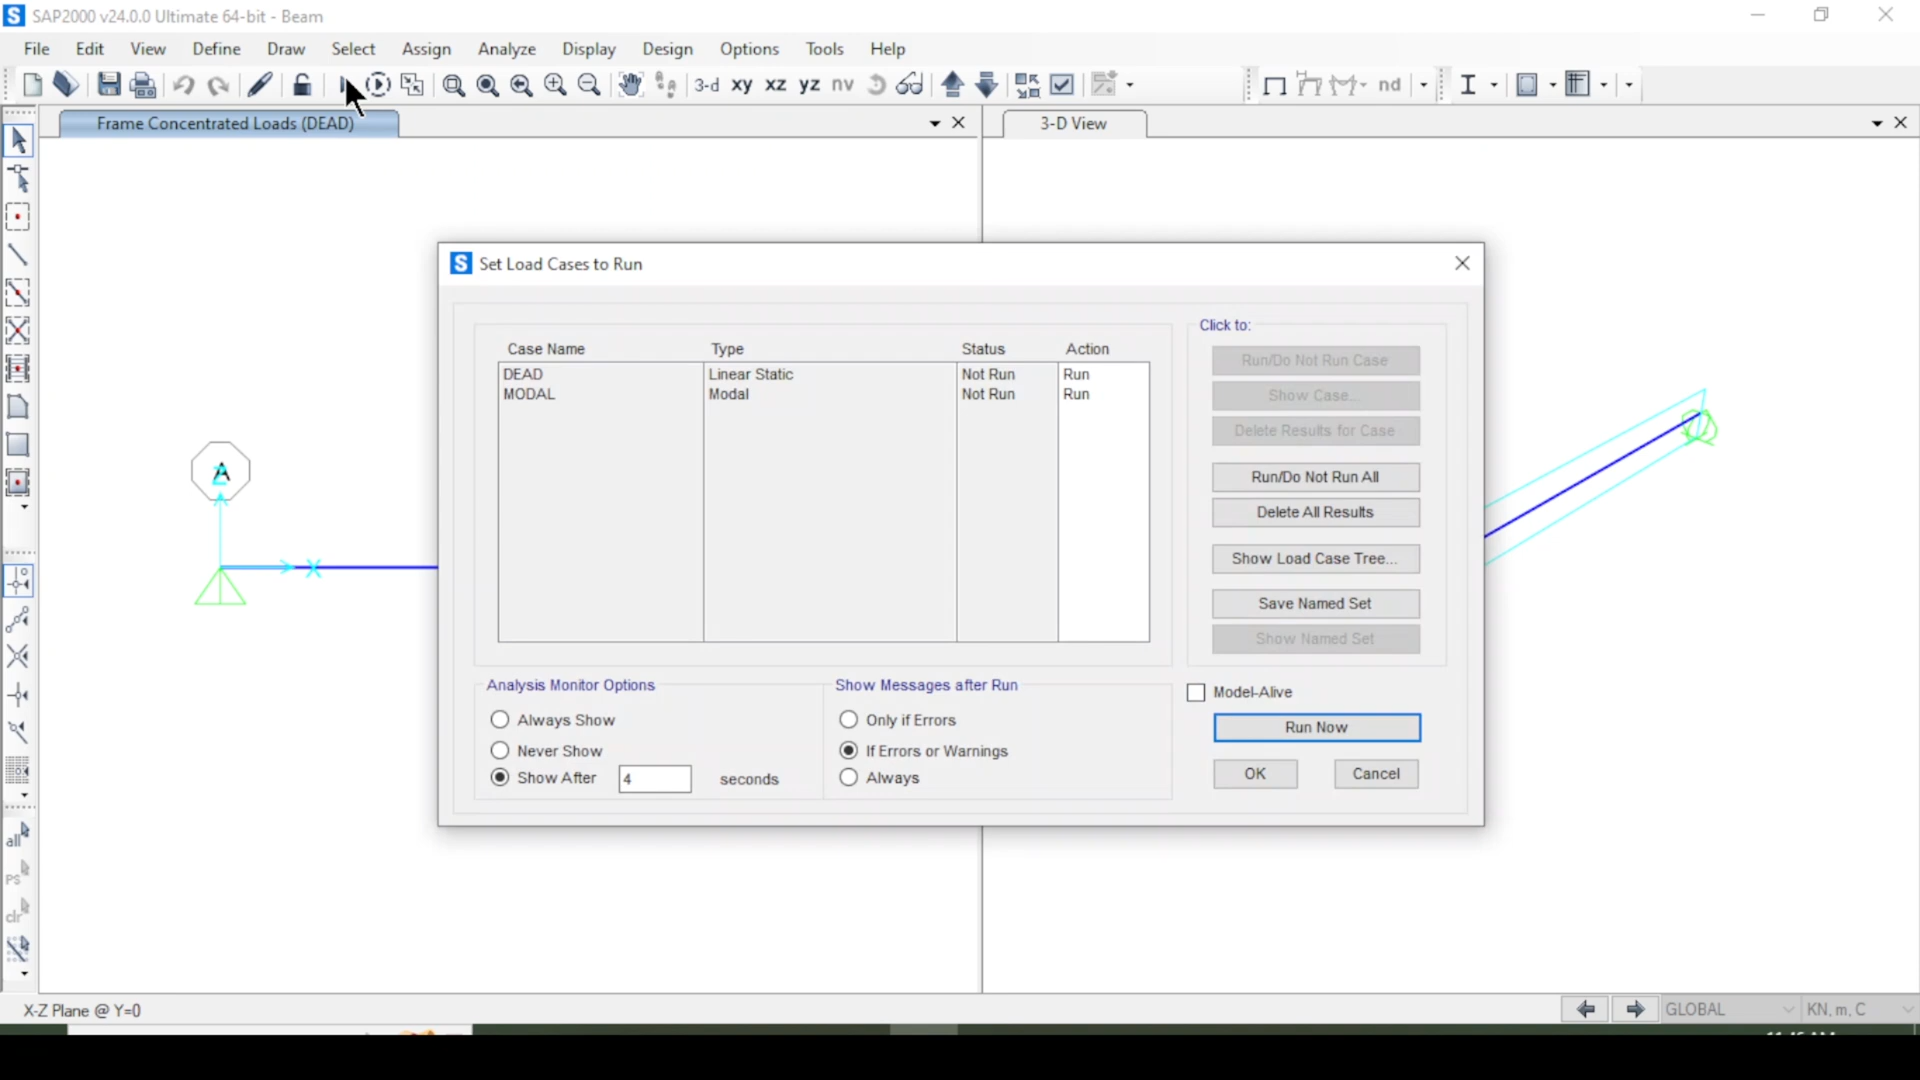 SAP2000 v24.0.0 Ultimate 64-bit - Beam
File Edit View Define Draw Select Assign Analyze Display Design Options Tools Help
3-d xy xz yz nv nd
Frame Concentrated Loads (DEAD)
3-D View
Set Load Cases to Run
Click to:
Case Name Type Status Action
DEAD Linear Static Not Run Run
MODAL Modal Not Run Run
Run/Do Not Run Case
Show Case...
Delete Results for Case
Run/Do Not Run All
Delete All Results
Show Load Case Tree...
Save Named Set
Show Named Set
A
Z
X
Analysis Monitor Options
Always Show
Never Show
Show After 4 seconds
Show Messages after Run
Only if Errors
If Errors or Warnings
Always
Model-Alive
Run Now
OK Cancel
all
PS
clr
X-Z Plane @ Y=0
GLOBAL
KN, m, C